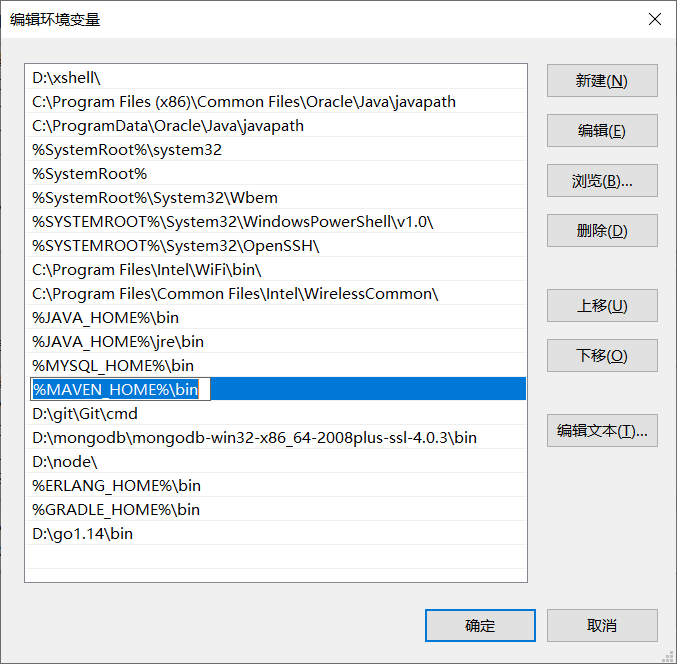 编辑环境变量
D:\xshell\
C:\Program Files (x86)\Common Files\Oracle\Java\javapath
C:\ProgramData\Oracle\Java\javapath
%SystemRoot%\system32
%SystemRoot%
%SystemRoot%\System32\Wbem
%SYSTEMROOT%\System32\WindowsPowerShell\v1.0\
%SYSTEMROOT%\System32\OpenSSH\
C:\Program Files\Intel\WiFi\bin\
C:\Program Files\Common Files\Intel\WirelessCommon\
%JAVA_HOME%\bin
%JAVA_HOME%\jre\bin
%MYSQL_HOME%\bin
%MAVEN_HOME%\bin
D:\git\Git\cmd
D:\mongodb\mongodb-win32-x86_64-2008plus-ssl-4.0.3\bin
D:\node\
%ERLANG_HOME%\bin
%GRADLE_HOME%\bin
D:\go1.14\bin
新建(N)
编辑(E)
浏览(B)...
删除(D)
上移(U)
下移(O)
编辑文本(T)...
确定
取消